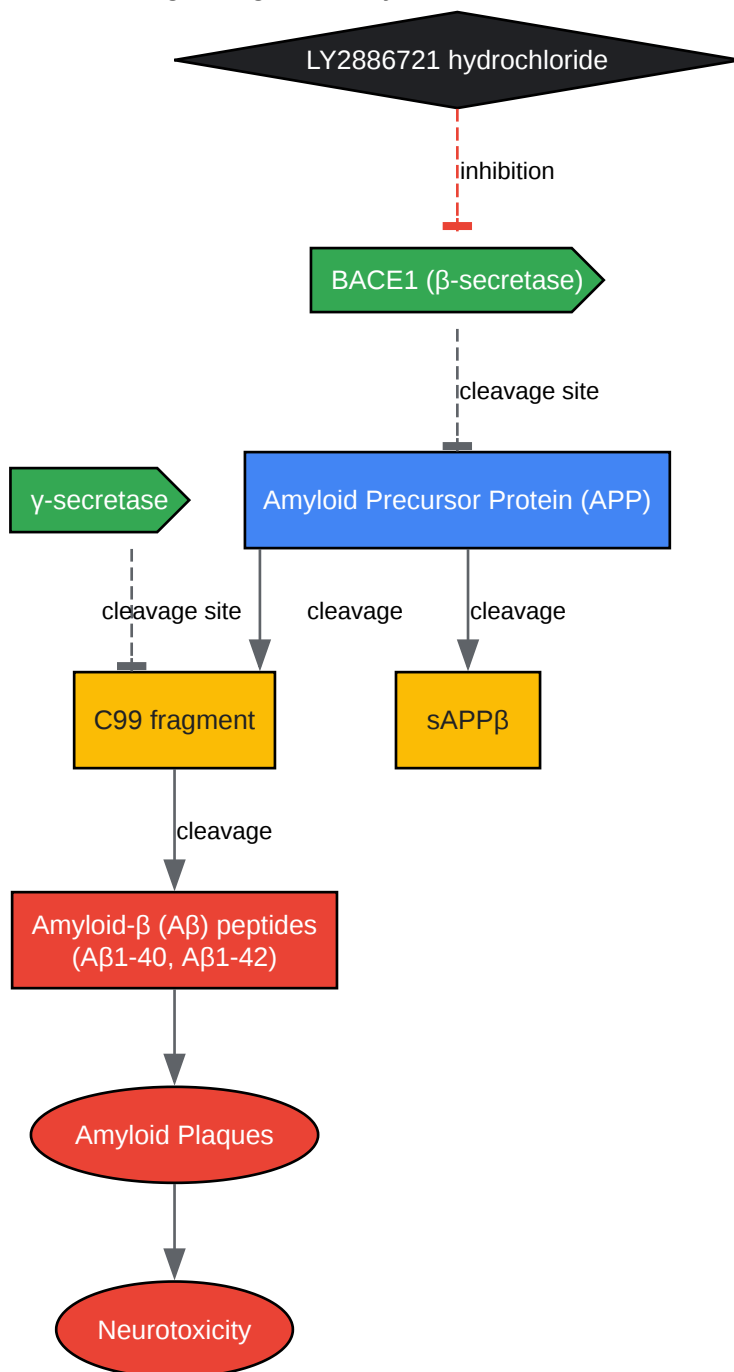 LY2886721 hydrochloride
inhibition
BACE1 (β-secretase)
cleavage site
γ-secretase
Amyloid Precursor Protein (APP)
cleavage site
cleavage
cleavage
C99 fragment
sAPPβ
cleavage
Amyloid-β (Aβ) peptides
(Aβ1-40, Aβ1-42)
Amyloid Plaques
Neurotoxicity